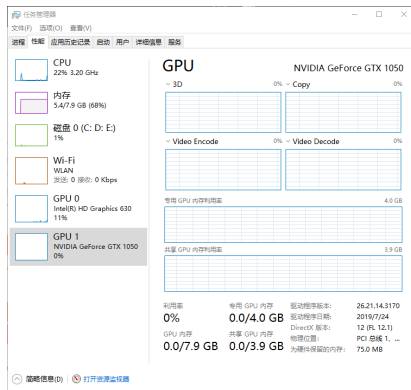 任务管理器
文件(F) 选项(O) 查看(V)
进程 性能 应用历史记录 启动 用户 详细信息 服务
CPU
22% 3.20 GHz
内存
5.4/7.9 GB (68%)
磁盘 0 (C: D: E:)
1%
Wi-Fi
WLAN
发送: 0 接收: 0 Kbps
GPU 0
Intel(R) HD Graphics 630
11%
GPU 1
NVIDIA GeForce GTX 1050
0%
GPU NVIDIA GeForce GTX 1050
3D 0% Copy 0%
Video Encode 0% Video Decode 0%
专用 GPU 内存利用率 4.0 GB
共享 GPU 内存利用率 3.9 GB
利用率
0%
专用 GPU 内存
0.0/4.0 GB
GPU 内存
0.0/7.9 GB
共享 GPU 内存
0.0/3.9 GB
驱动程序版本: 26.21.14.3170
驱动程序日期: 2019/7/24
DirectX 版本: 12 (FL 12.1)
物理位置: PCI 总线 1, ...
为硬件保留的内存: 75.0 MB
简略信息(D) 打开资源监视器